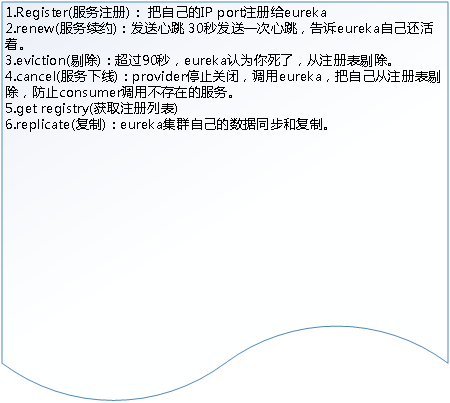 1.Register(服务注册)： 把自己的IP port注册给eureka
2.renew(服务续约)：发送心跳 30秒发送一次心跳，告诉eureka自己还活
着。
3.eviction(剔除)：超过90秒，eureka认为你死了，从注册表剔除。
4.cancel(服务下线)：provider停止关闭，调用eureka，把自己从注册表剔
除，防止consumer调用不存在的服务。
5.get registry(获取注册列表)
6.replicate(复制)：eureka集群自己的数据同步和复制。